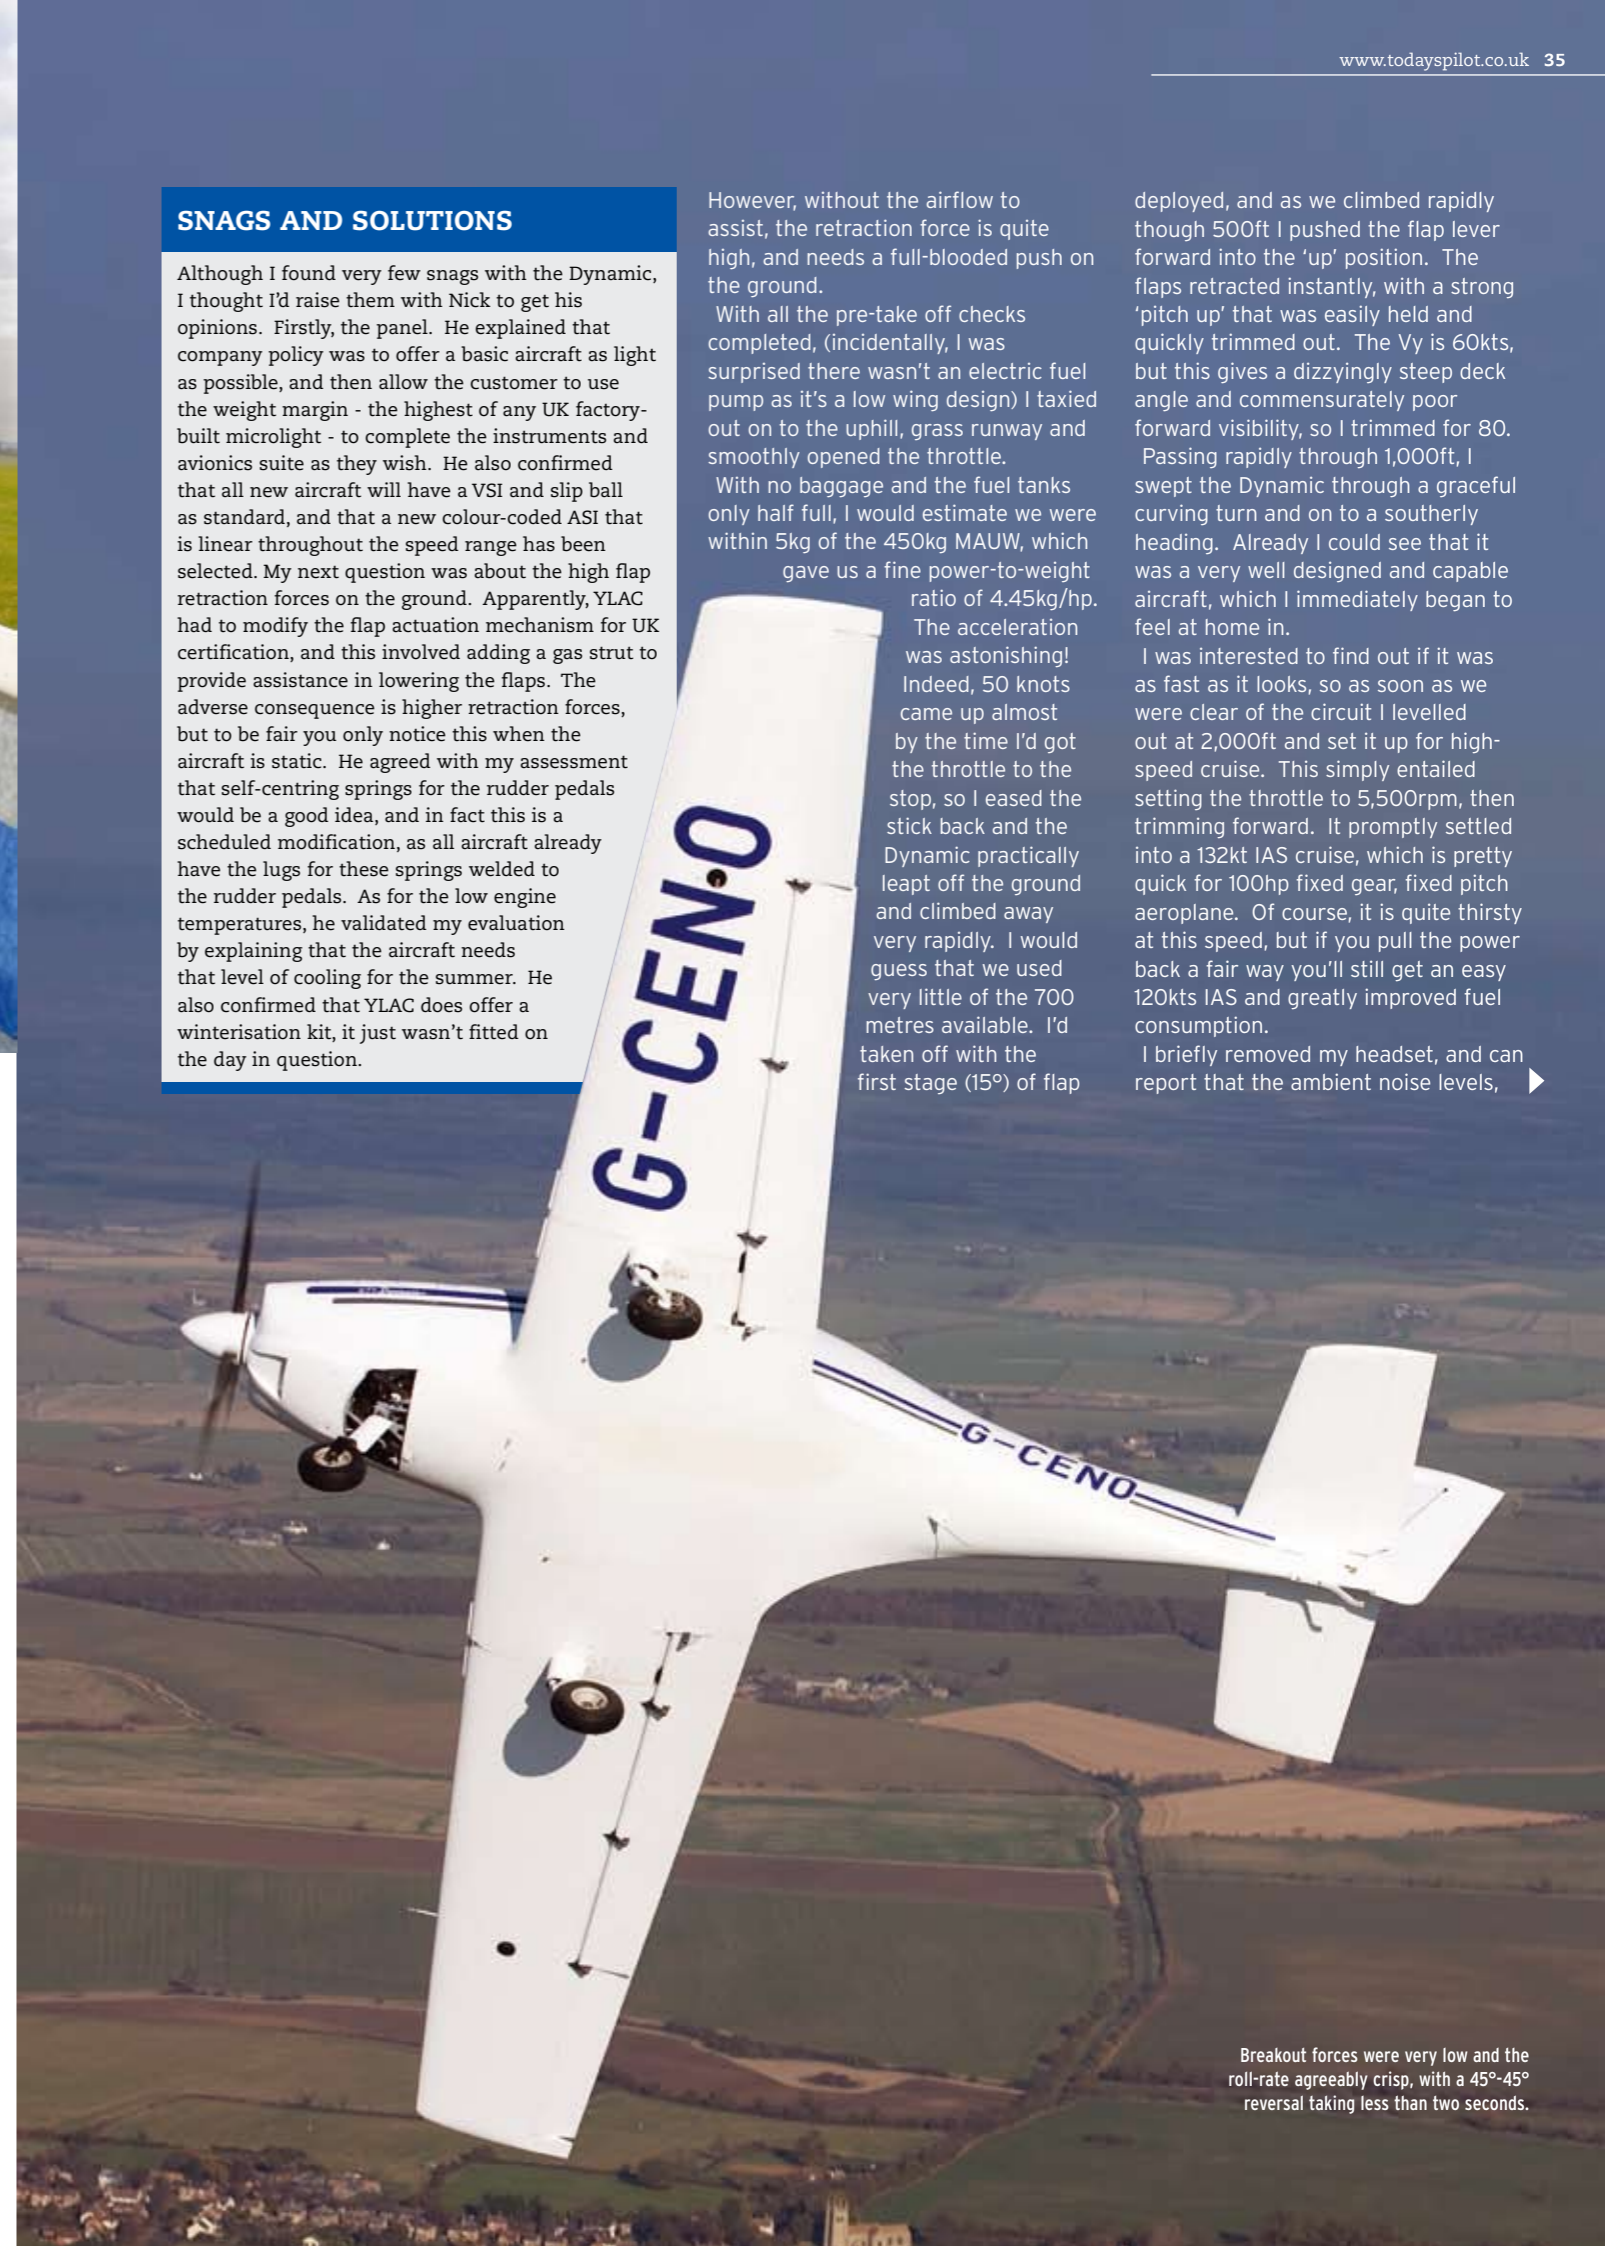 www.todayspilot.co.uk 35
SNAGS AND SOLUTIONS
Although I found very few snags with the Dynamic,
I thought I'd raise them with Nick to get his
opinions. Firstly, the panel. He explained that
company policy was to offer a basic aircraft as light
as possible, and then allow the customer to use
the weight margin - the highest of any UK factory-
built microlight - to complete the instruments and
avionics suite as they wish. He also confirmed
that all new aircraft will have a VSI and slip ball
as standard, and that a new colour-coded ASI that
is linear throughout the speed range has been
selected. My next question was about the high flap
retraction forces on the ground. Apparently, YLAC
had to modify the flap actuation mechanism for UK
certification, and this involved adding a gas strut to
provide assistance in lowering the flaps. The
adverse consequence is higher retraction forces,
but to be fair you only notice this when the
aircraft is static. He agreed with my assessment
that self-centring springs for the rudder pedals
would be a good idea, and in fact this is a
scheduled modification, as all aircraft already
have the lugs for these springs welded to
the rudder pedals. As for the low engine
temperatures, he validated my evaluation
by explaining that the aircraft needs
that level of cooling for the summer. He
also confirmed that YLAC does offer a
winterisation kit, it just wasn't fitted on
the day in question.
However, without the airflow to
assist, the retraction force is quite
high, and needs a full-blooded push on
the ground.
With all the pre-take off checks
completed, (incidentally, I was
surprised there wasn't an electric fuel
pump as it's a low wing design) I taxied
out on to the uphill, grass runway and
smoothly opened the throttle.
With no baggage and the fuel tanks
only half full, I would estimate we were
within 5kg of the 450kg MAUW, which
gave us a fine power-to-weight
ratio of 4.45kg/hp.
The acceleration
was astonishing!
Indeed, 50 knots
came up almost
by the time I'd got
the throttle to the
stop, so I eased the
stick back and the
Dynamic practically
leapt off the ground
and climbed away
very rapidly. I would
guess that we used
very little of the 700
metres available. I'd
taken off with the
first stage (15º) of flap
deployed, and as we climbed rapidly
though 500ft I pushed the flap lever
forward into the 'up' position. The
flaps retracted instantly, with a strong
'pitch up' that was easily held and
quickly trimmed out. The Vy is 60kts,
but this gives a dizzyingly steep deck
angle and commensurately poor
forward visibility, so I trimmed for 80.
Passing rapidly through 1,000ft, I
swept the Dynamic through a graceful
curving turn and on to a southerly
heading. Already I could see that it
was a very well designed and capable
aircraft, which I immediately began to
feel at home in.
I was interested to find out if it was
as fast as it looks, so as soon as we
were clear of the circuit I levelled
out at 2,000ft and set it up for high-
speed cruise. This simply entailed
setting the throttle to 5,500rpm, then
trimming forward. It promptly settled
into a 132kt IAS cruise, which is pretty
quick for 100hp fixed gear, fixed pitch
aeroplane. Of course, it is quite thirsty
at this speed, but if you pull the power
back a fair way you'll still get an easy
120kts IAS and greatly improved fuel
consumption.
I briefly removed my headset, and can
report that the ambient noise levels,
G-CENO
G-CENO
Breakout forces were very low and the
roll-rate agreeably crisp, with a 45º-45º
reversal taking less than two seconds.